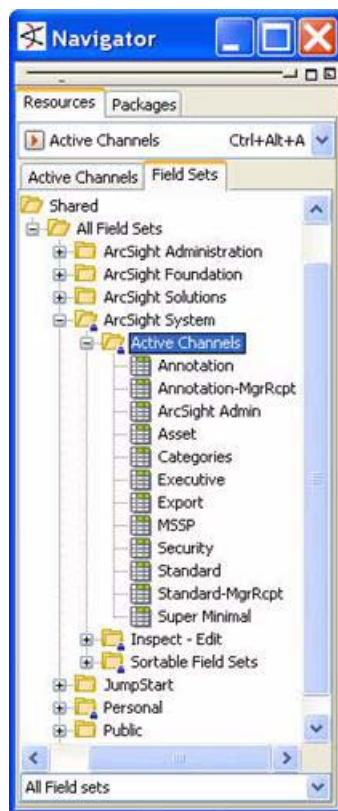 Navigator
Resources Packages
Active Channels Ctrl+Alt+A
Active Channels Field Sets
Shared
All Field Sets
ArcSight Administration
ArcSight Foundation
ArcSight Solutions
ArcSight System
Active Channels
Annotation
Annotation-MgrRcpt
ArcSight Admin
Asset
Categories
Executive
Export
MSSP
Security
Standard
Standard-MgrRcpt
Super Minimal
Inspect - Edit
Sortable Field Sets
JumpStart
Personal
Public
All Field sets